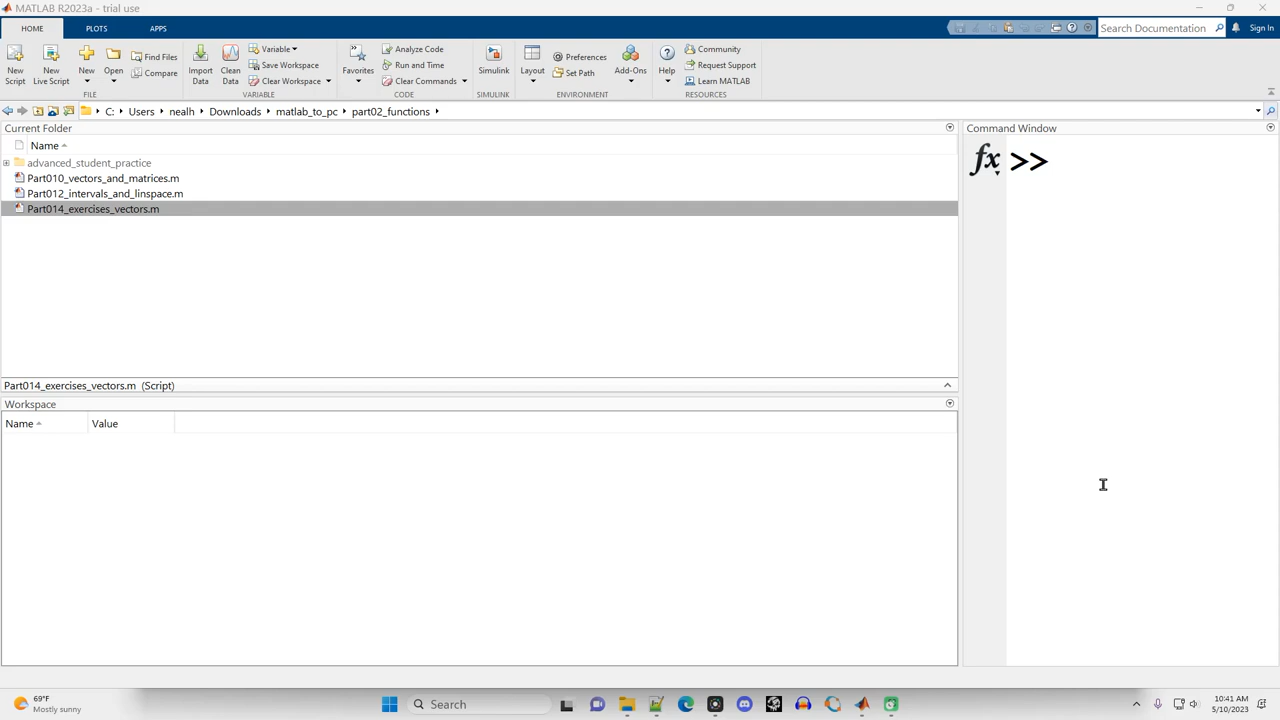 MATLAB R2023a - trial use
HOME PLOTS APPS
Search Documentation
Sign In
New Script
New Live Script
New
Open
Find Files
Compare
FILE
Import Data
Clean Data
Variable
Save Workspace
Clear Workspace
VARIABLE
Favorites
Analyze Code
Run and Time
Clear Commands
CODE
Simulink
SIMULINK
Layout
Preferences
Set Path
Add-Ons
ENVIRONMENT
Help
Community
Request Support
Learn MATLAB
RESOURCES
C: Users nealh Downloads matlab_to_pc part02_functions
Current Folder
Name
advanced_student_practice
Part010_vectors_and_matrices.m
Part012_intervals_and_linspace.m
Part014_exercises_vectors.m
Part014_exercises_vectors.m (Script)
Workspace
Name Value
Command Window
fx >>
69°F
Mostly sunny
Search
10:41 AM
5/10/2023